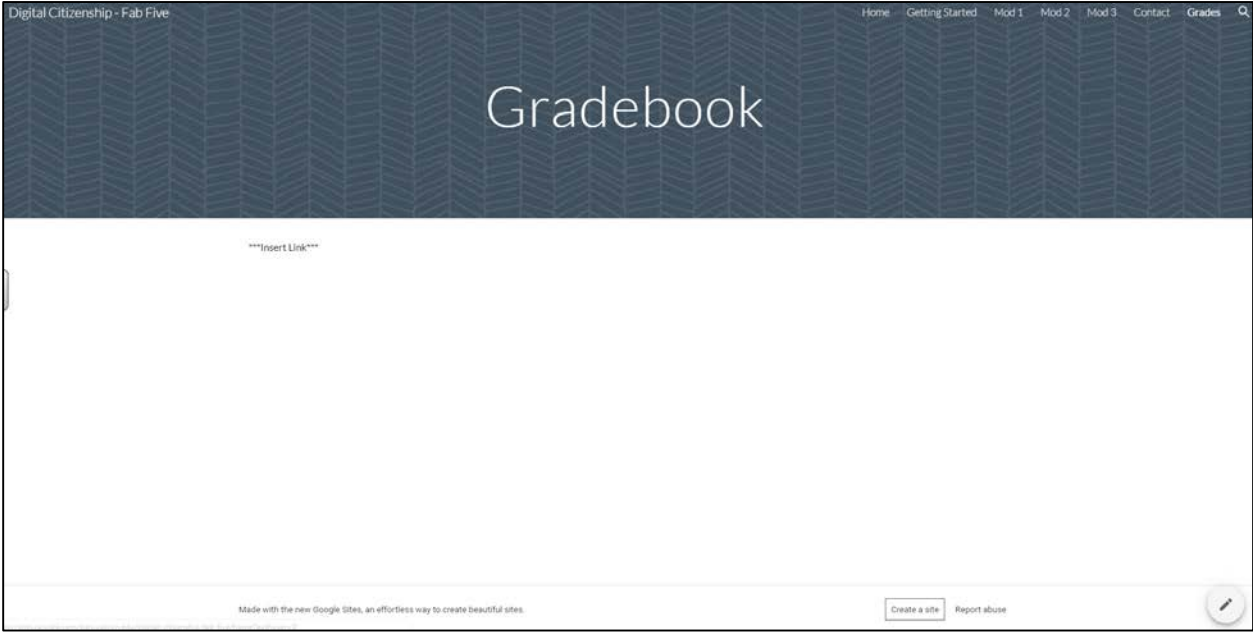 Digital Citizenship - Fab Five
Home Getting Started Mod 1 Mod 2 Mod 3 Contact Grades
Gradebook
***Insert Link***
Made with the new Google Sites, an effortless way to create beautiful sites.
Create a site Report abuse